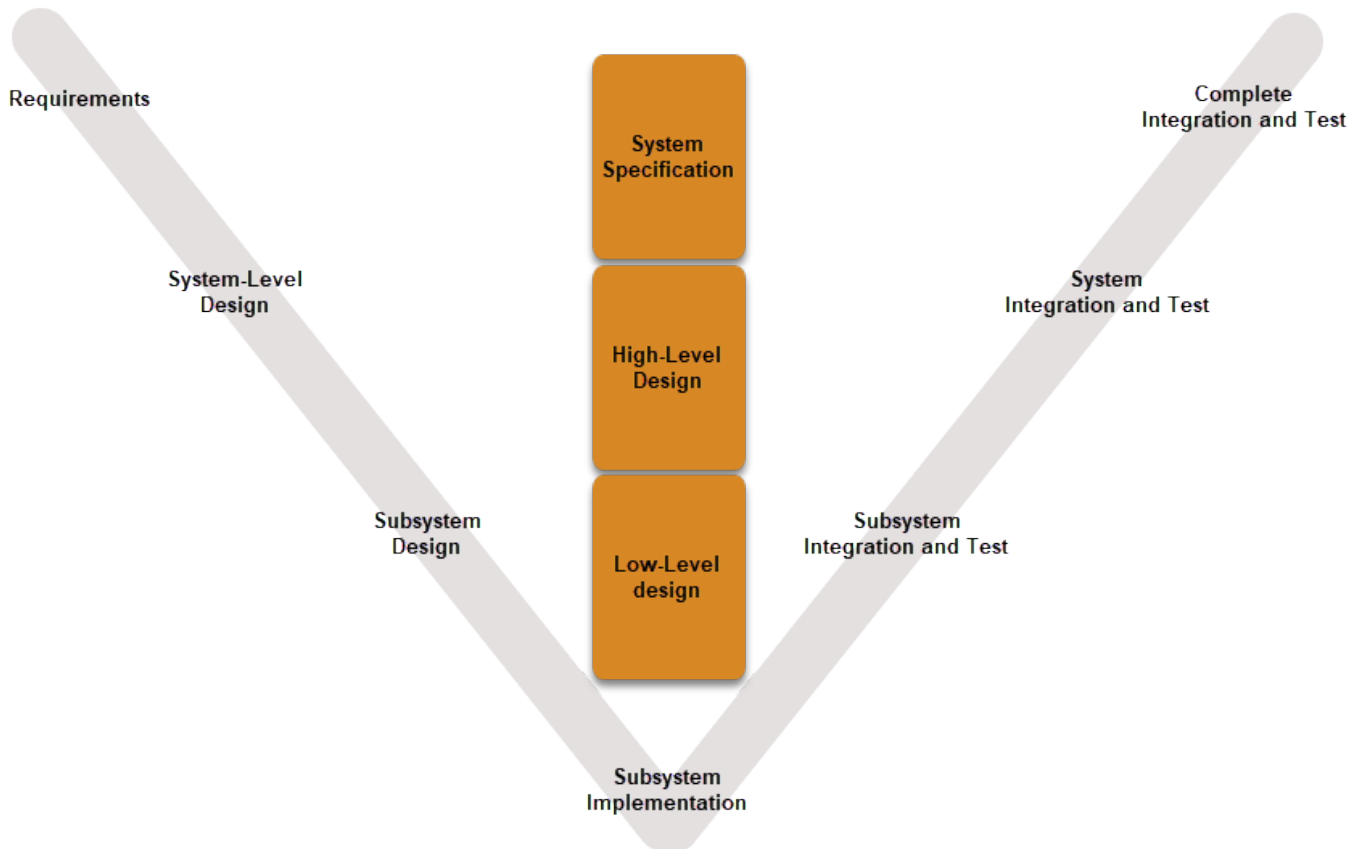 Requirements
System-Level
Design
Subsystem
Design
Subsystem
Implementation
System
Specification
High-Level
Design
Low-Level
design
Subsystem
Integration and Test
System
Integration and Test
Complete
Integration and Test